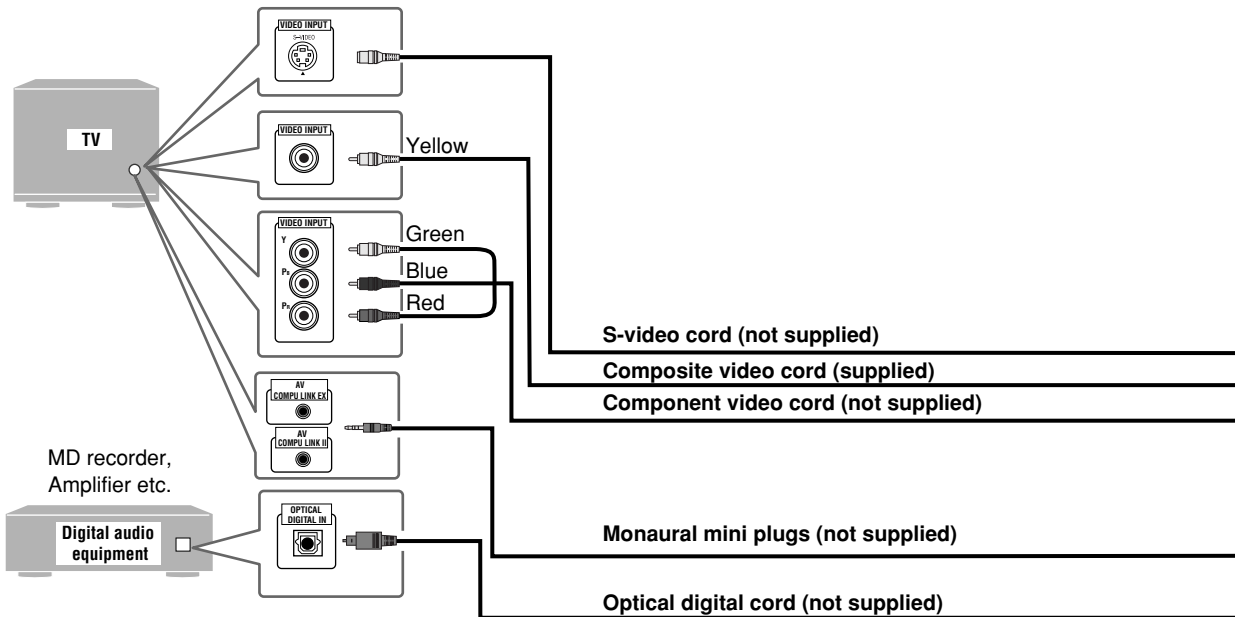 VIDEO INPUT
S-VIDEO
TV
VIDEO INPUT
Yellow
VIDEO INPUT
Y
PB
PR
Green
Blue
Red
S-video cord (not supplied)
Composite video cord (supplied)
Component video cord (not supplied)
AV
COMPU LINK EX
AV
COMPU LINK II
MD recorder,
Amplifier etc.
Digital audio
equipment
OPTICAL
DIGITAL IN
Monaural mini plugs (not supplied)
Optical digital cord (not supplied)